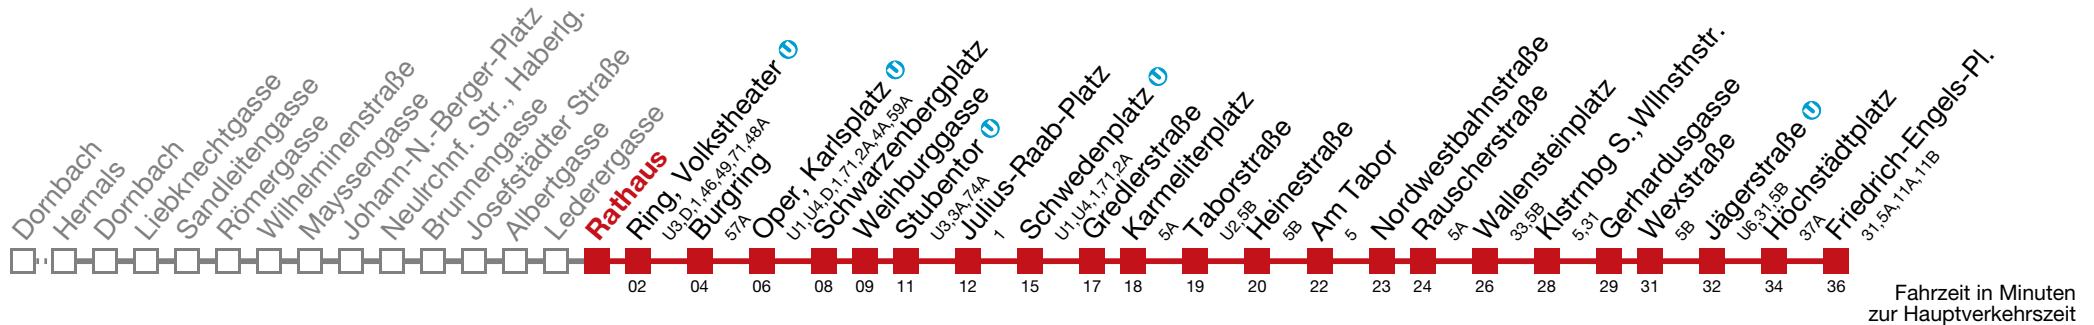 Dornbach
Hernals
Dornbach
Liebknechtgasse
Sandleitengasse
Römergasse
Wilhelminenstraße
Mayssengasse
Johann-N.-Berger-Platz
Neulrchnf. Str., Haberlg.
Brunnengasse
Josefstädter Straße
Albertgasse
Lederergasse
Rathaus
Ring, Volkstheater U
U3,D,1,46,49,71,48A
Burgring
57A
Oper, Karlsplatz U
U1,U4,D,1,71,2A,4A,59A
Schwarzenbergplatz
Weihburggasse
Stubentor U
U3,3A,74A
Julius-Raab-Platz
1
Schwedenplatz U
U1,U4,1,71,2A
Gredlerstraße
Karmeliterplatz
5A
Taborstraße
U2,5B
Heinestraße
5B
Am Tabor
5
Nordwestbahnstraße
Rauscherstraße
5A
Wallensteinplatz
33,5B
Klstrnbg S., Wllnstnstr.
5,31
Gerhardusgasse
Wexstraße
5B
Jägerstraße U
U6,31,5B
Höchstädtplatz
37A
Friedrich-Engels-Pl.
31,5A,11A,11B
02 04 06 08 09 11 12 15 17 18 19 20 22 23 24 26 28 29 31 32 34 36
Fahrzeit in Minuten
zur Hauptverkehrszeit